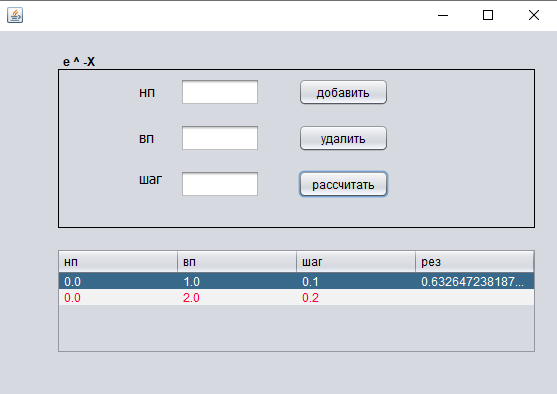 e ^ -X
нп добавить
вп удалить
шаг рассчитать
нп вп шаг рез
0.0 1.0 0.1 0.632647238187...
0.0 2.0 0.2